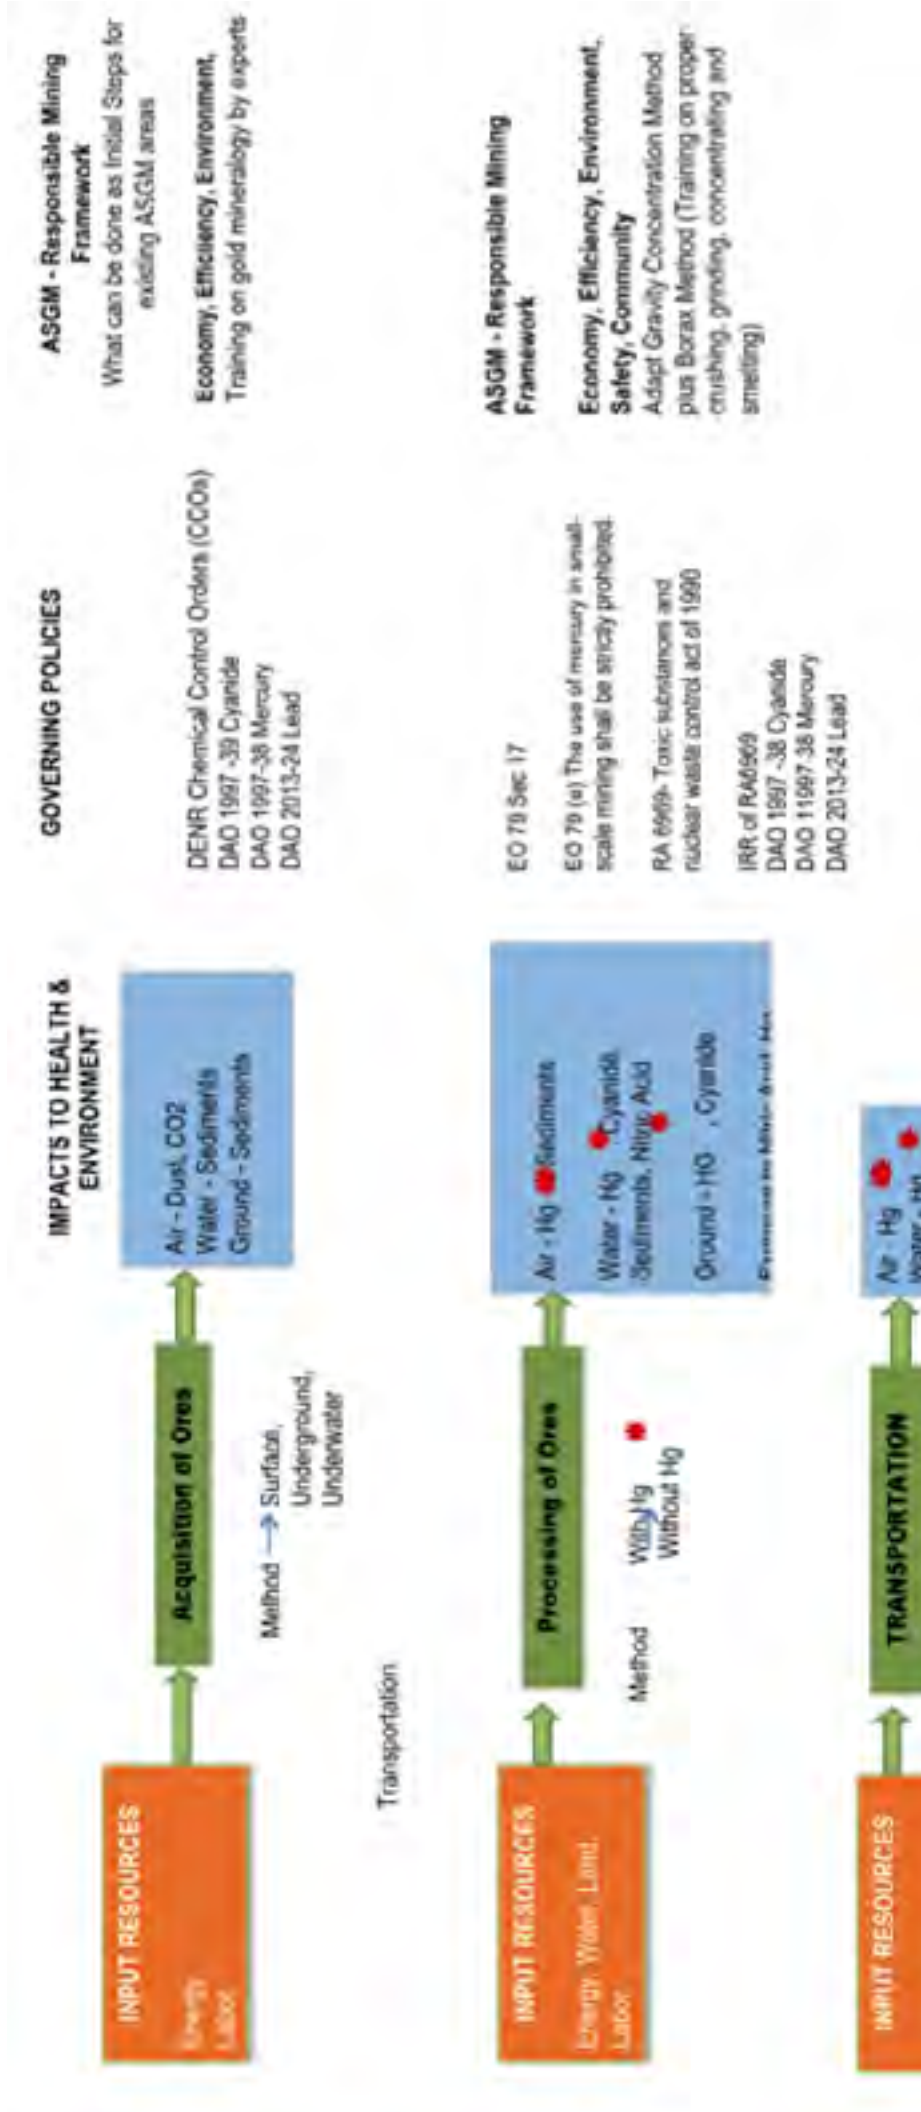 IMPACTS TO HEALTH &
ENVIRONMENT
GOVERNING POLICIES
ASGM - Responsible Mining
Framework
What can be done as Initial Steps for
existing ASGM areas
INPUT RESOURCES
Energy
Labor
Acquisition of Ores
Method
Surface,
Underground,
Underwater
Air - Dust, CO2
Water - Sediments
Ground - Sediments
DENR Chemical Control Orders (CCOs)
DAO 1997 -39 Cyanide
DAO 1997-38 Mercury
DAO 2013-24 Lead
Economy, Efficiency, Environment,
Training on gold mineralogy by experts
Transportation
INPUT RESOURCES
Energy, Water, Land,
Labor
Processing of Ores
Method
With Hg
Without Hg
Air - Hg Sediments
Water - Hg Cyanide,
Sediments, Nitric Acid
Ground - HG , Cyanide
EO 79 Sec 17
EO 79 (e) The use of mercury in small-
scale mining shall be strictly prohibited.
RA 6969- Toxic substances and
nuclear waste control act of 1990
IRR of RA6969
DAO 1997 -38 Cyanide
DAO 11997-38 Mercury
DAO 2013-24 Lead
ASGM - Responsible Mining
Framework
Economy, Efficiency, Environment,
Safety, Community
Adapt Gravity Concentration Method
plus Borax Method (Training on proper
crushing, grinding, concentrating and
smelting)
INPUT RESOURCES
TRANSPORTATION
Air - Hg
Water - Hg